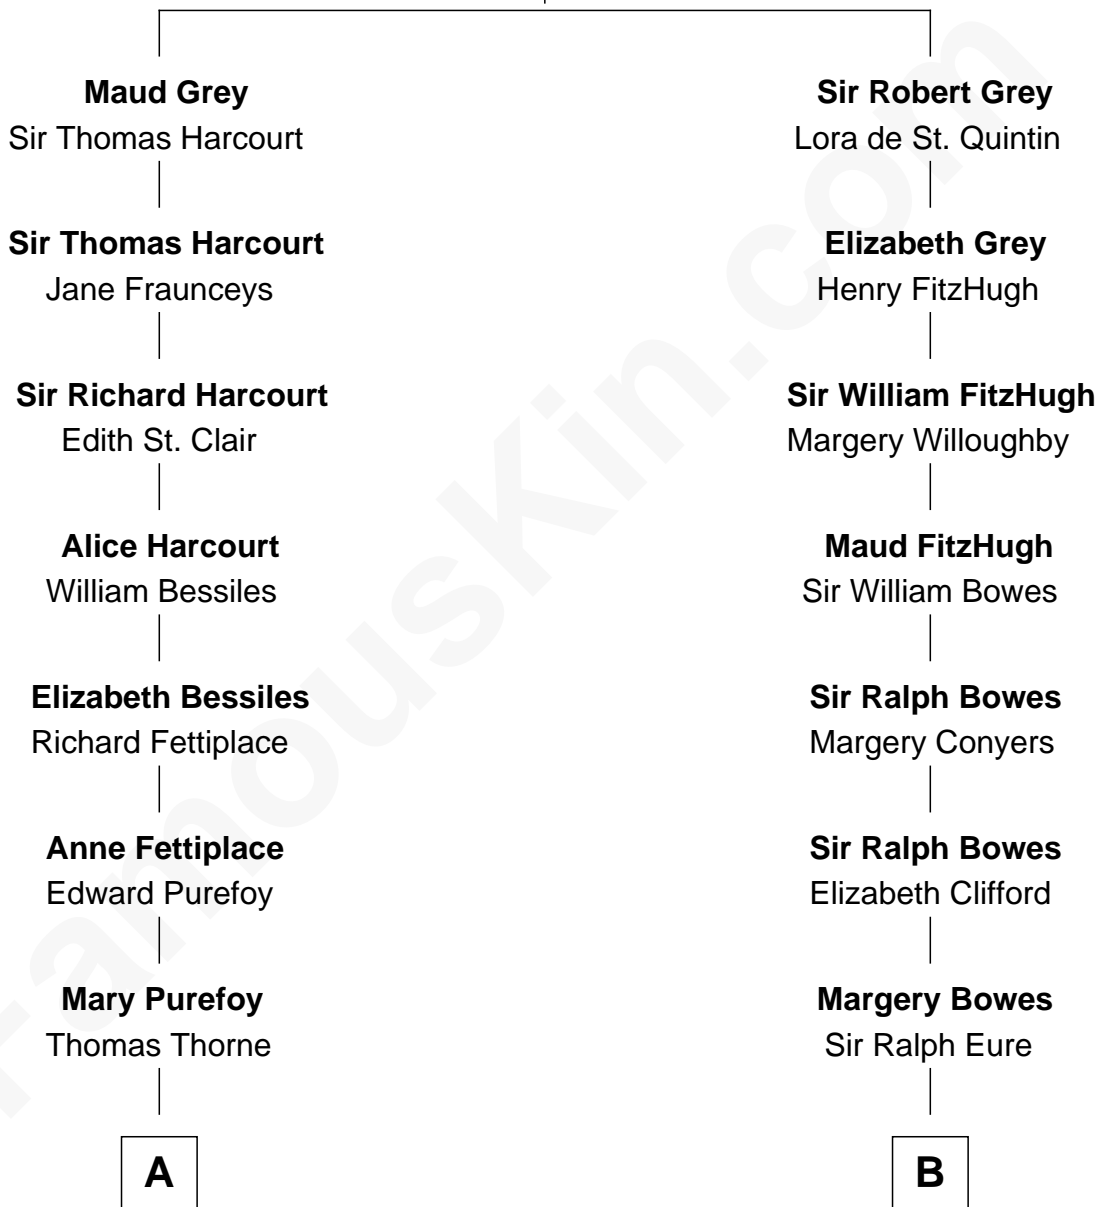 Maud Grey
Sir Thomas Harcourt
Sir Thomas Harcourt
Jane Fraunceys
Sir Richard Harcourt
Edith St. Clair
Alice Harcourt
William Bessiles
Elizabeth Bessiles
Richard Fettiplace
Anne Fettiplace
Edward Purefoy
Mary Purefoy
Thomas Thorne
A
Sir Robert Grey
Lora de St. Quintin
Elizabeth Grey
Henry FitzHugh
Sir William FitzHugh
Margery Willoughby
Maud FitzHugh
Sir William Bowes
Sir Ralph Bowes
Margery Conyers
Sir Ralph Bowes
Elizabeth Clifford
Margery Bowes
Sir Ralph Eure
B
FamousKin.com